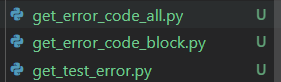 get_error_code_all.py U
get_error_code_block.py U
get_test_error.py U